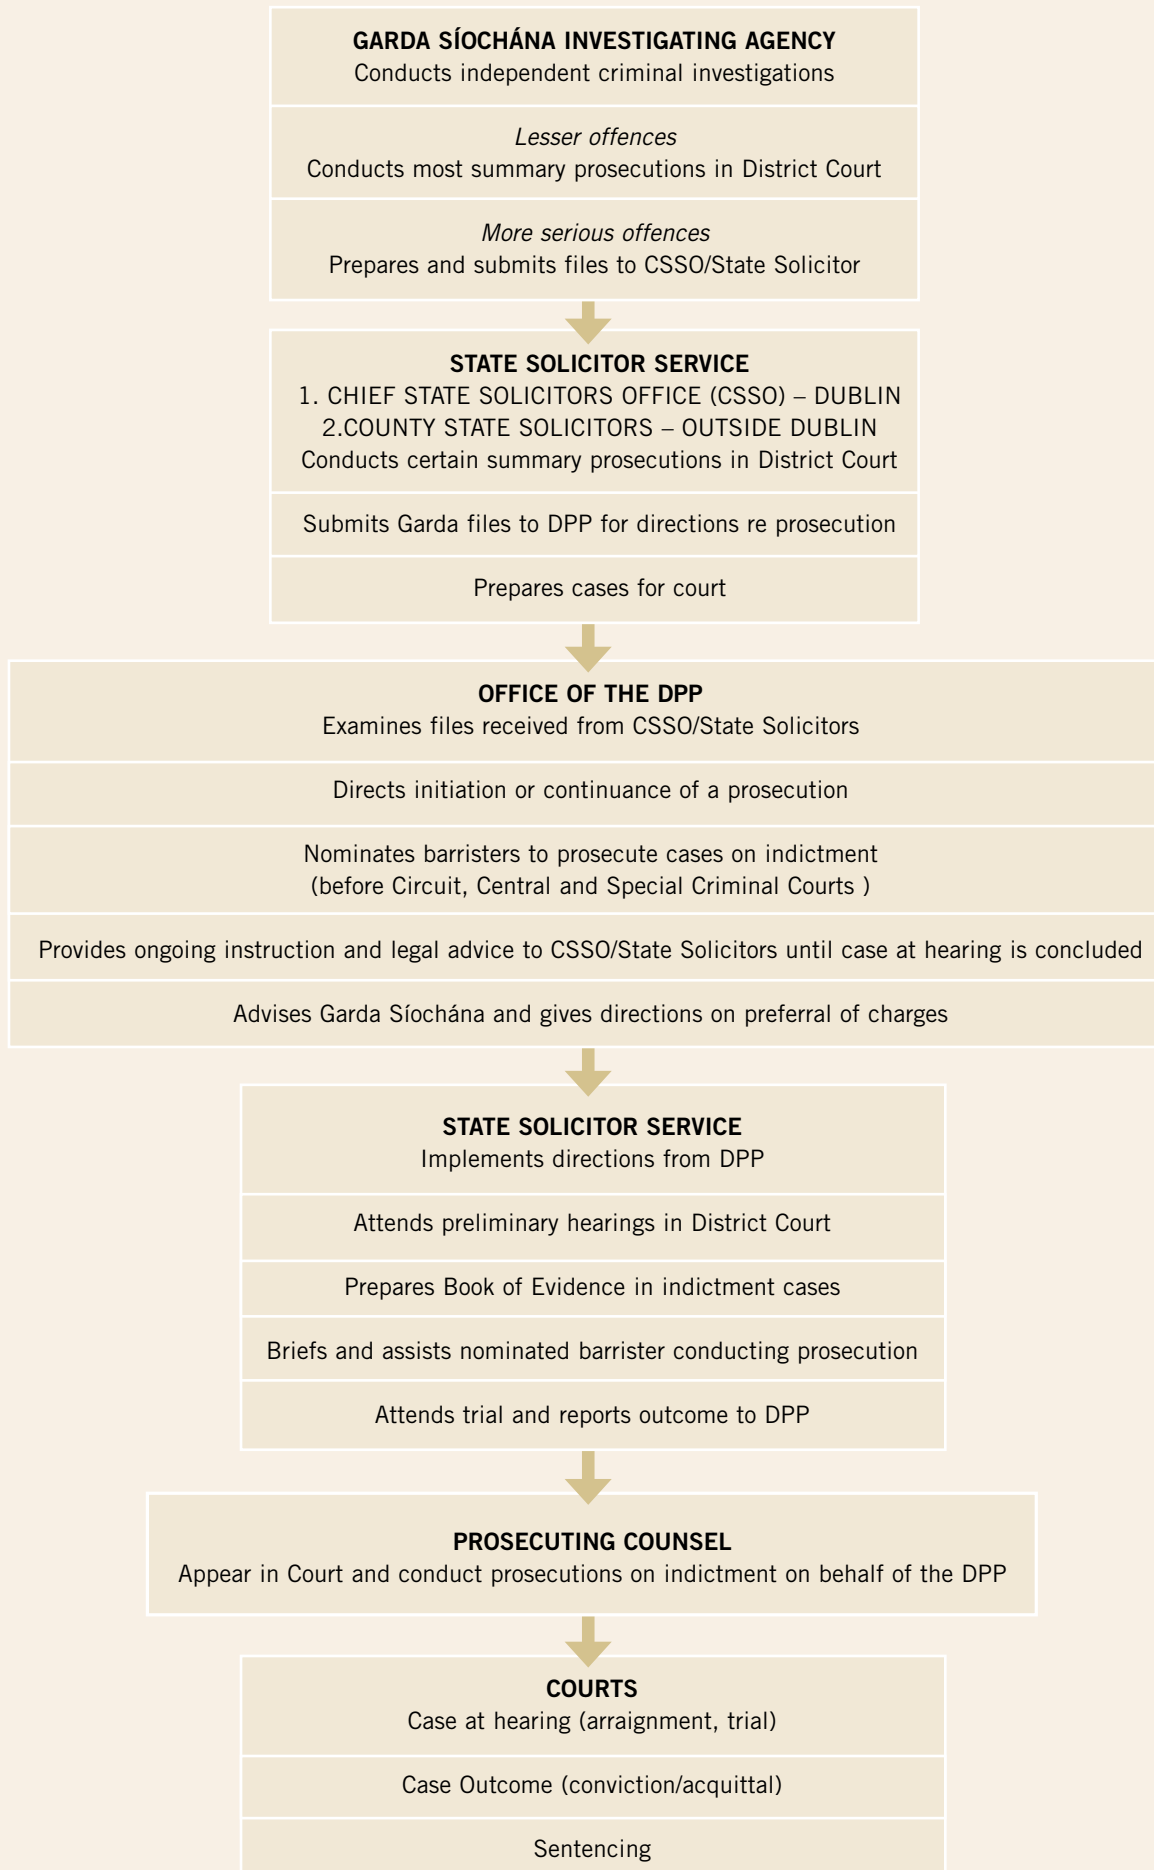 GARDA SÍOCHÁNA INVESTIGATING AGENCY
Conducts independent criminal investigations
Lesser offences
Conducts most summary prosecutions in District Court
More serious offences
Prepares and submits files to CSSO/State Solicitor
STATE SOLICITOR SERVICE
1. CHIEF STATE SOLICITORS OFFICE (CSSO) – DUBLIN
2.COUNTY STATE SOLICITORS – OUTSIDE DUBLIN
Conducts certain summary prosecutions in District Court
Submits Garda files to DPP for directions re prosecution
Prepares cases for court
OFFICE OF THE DPP
Examines files received from CSSO/State Solicitors
Directs initiation or continuance of a prosecution
Nominates barristers to prosecute cases on indictment
(before Circuit, Central and Special Criminal Courts )
Provides ongoing instruction and legal advice to CSSO/State Solicitors until case at hearing is concluded
Advises Garda Síochána and gives directions on preferral of charges
STATE SOLICITOR SERVICE
Implements directions from DPP
Attends preliminary hearings in District Court
Prepares Book of Evidence in indictment cases
Briefs and assists nominated barrister conducting prosecution
Attends trial and reports outcome to DPP
PROSECUTING COUNSEL
Appear in Court and conduct prosecutions on indictment on behalf of the DPP
COURTS
Case at hearing (arraignment, trial)
Case Outcome (conviction/acquittal)
Sentencing